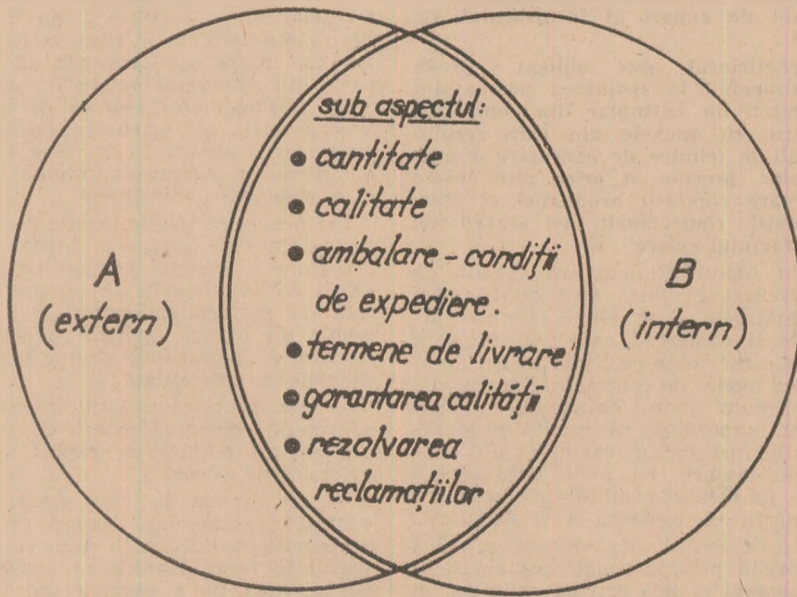 sub aspectul:
• cantitate
• calitate
• ambalare - condiții
de expediere.
• termene de livrare
• garantarea calității
• rezolvarea
reclamațiilor
A
(extern)
B
(intern)